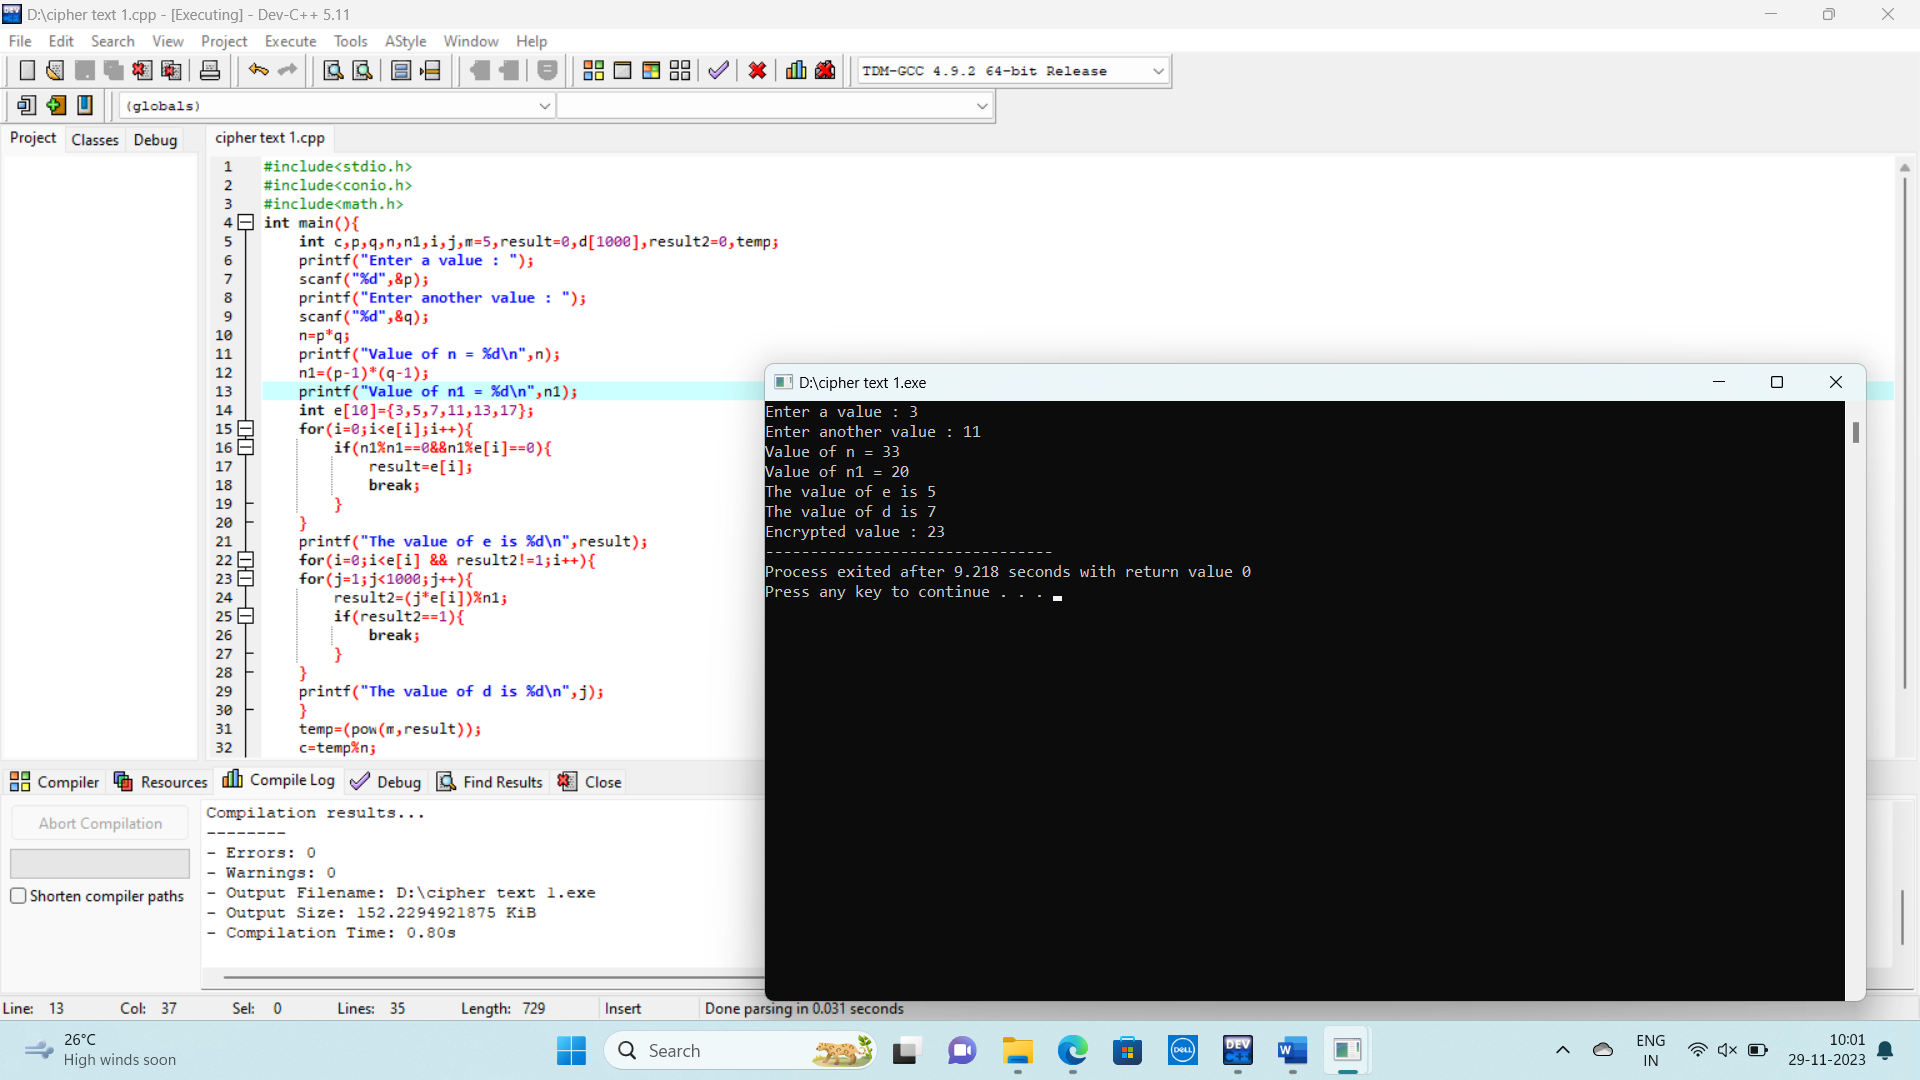 D:\cipher text 1.cpp - [Executing] - Dev-C++ 5.11
File Edit Search View Project Execute Tools AStyle Window Help
TDM-GCC 4.9.2 64-bit Release
(globals)
Project Classes Debug cipher text 1.cpp
1 #include<stdio.h>
2 #include<conio.h>
3 #include<math.h>
4 int main(){
5 int c,p,q,n,n1,i,j,m=5,result=0,d[1000],result2=0,temp;
6 printf("Enter a value : ");
7 scanf("%d",&p);
8 printf("Enter another value : ");
9 scanf("%d",&q);
10 n=p*q;
11 printf("Value of n = %d\n",n);
12 n1=(p-1)*(q-1);
13 printf("Value of n1 = %d\n",n1);
14 int e[10]={3,5,7,11,13,17};
15 for(i=0;i<e[i];i++){
16 if(n1%n1==0&&n1%e[i]==0){
17 result=e[i];
18 break;
19 }
20 }
21 printf("The value of e is %d\n",result);
22 for(i=0;i<e[i] && result2!=1;i++){
23 for(j=1;j<1000;j++){
24 result2=(j*e[i])%n1;
25 if(result2==1){
26 break;
27 }
28 }
29 printf("The value of d is %d\n",j);
30 }
31 temp=(pow(m,result));
32 c=temp%n;
D:\cipher text 1.exe
Enter a value : 3
Enter another value : 11
Value of n = 33
Value of n1 = 20
The value of e is 5
The value of d is 7
Encrypted value : 23
--------------------------------
Process exited after 9.218 seconds with return value 0
Press any key to continue . . .
Compiler Resources Compile Log Debug Find Results Close
Abort Compilation
Shorten compiler paths
Compilation results...
--------
- Errors: 0
- Warnings: 0
- Output Filename: D:\cipher text 1.exe
- Output Size: 152.2294921875 KiB
- Compilation Time: 0.80s
Line: 13 Col: 37 Sel: 0 Lines: 35 Length: 729 Insert Done parsing in 0.031 seconds
26°C
High winds soon
Search
DELL
DEV
W
ENG
IN
10:01
29-11-2023